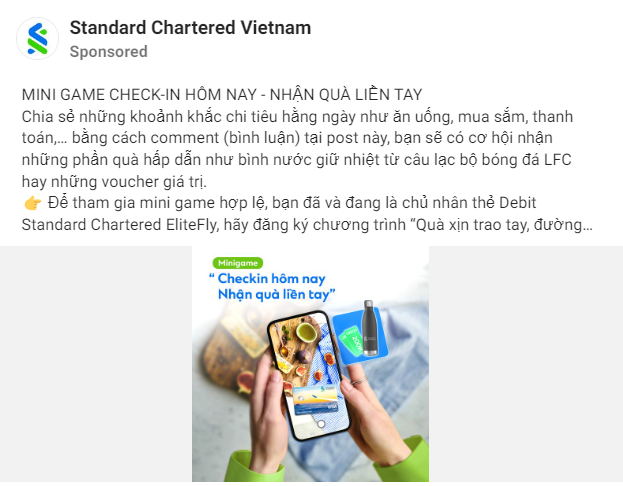 Standard Chartered Vietnam
Sponsored
MINI GAME CHECK-IN HÔM NAY - NHẬN QUÀ LIỀN TAY
Chia sẻ những khoảnh khắc chi tiêu hằng ngày như ăn uống, mua sắm, thanh
toán,... bằng cách comment (bình luận) tại post này, bạn sẽ có cơ hội nhận
những phần quà hấp dẫn như bình nước giữ nhiệt từ câu lạc bộ bóng đá LFC
hay những voucher giá trị.
👉 Để tham gia mini game hợp lệ, bạn đã và đang là chủ nhân thẻ Debit
Standard Chartered EliteFly, hãy đăng ký chương trình “Quà xịn trao tay, đường...
Minigame
“ Checkin hôm nay
Nhận quà liền tay”
200K